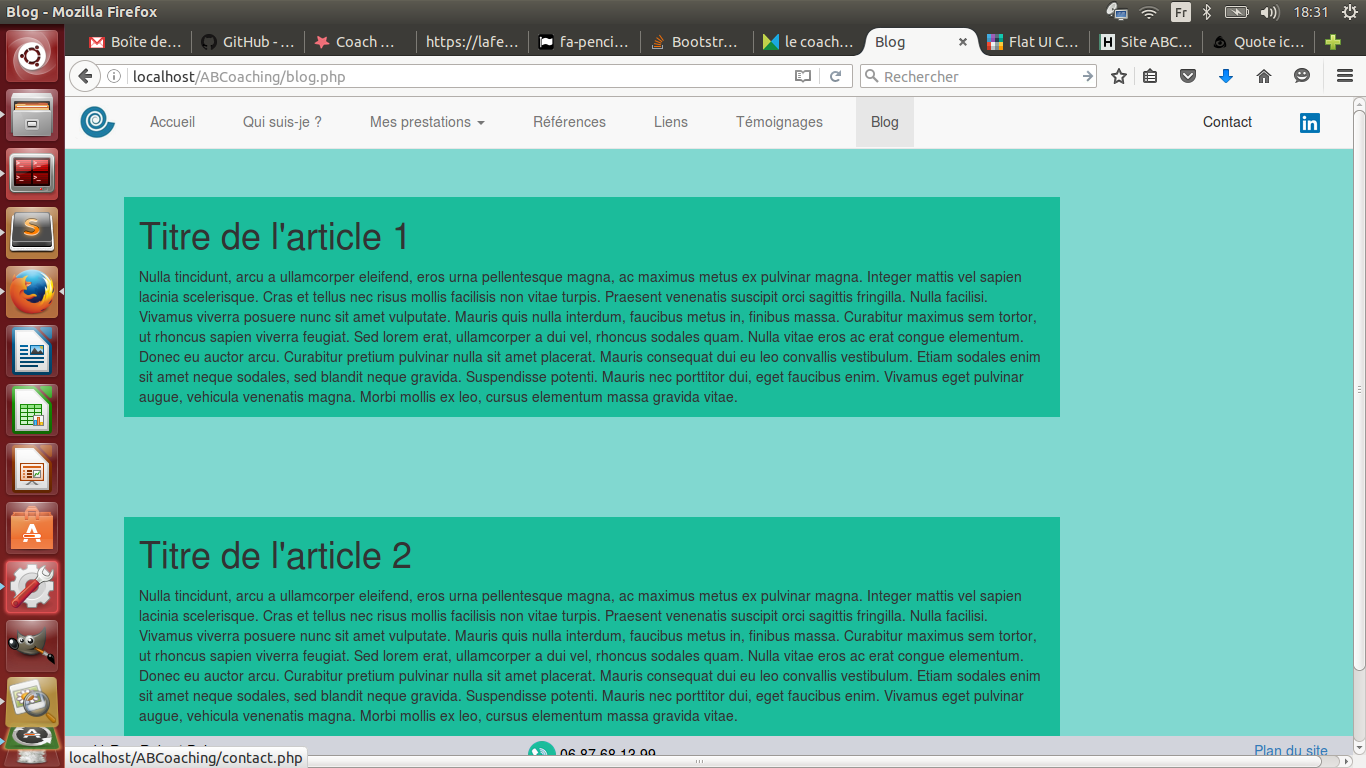 Blog - Mozilla Firefox
Fr
18:31
Boîte de...
GitHub - ...
Coach ...
https://lafe...
fa-penci...
Bootstr...
le coach...
Blog
Flat UI C...
Site ABC...
Quote ic...
localhost/ABCoaching/blog.php
Rechercher
Accueil
Qui suis-je ?
Mes prestations
Références
Liens
Témoignages
Blog
Contact
in
Titre de l'article 1
Nulla tincidunt, arcu a ullamcorper eleifend, eros urna pellentesque magna, ac maximus metus ex pulvinar magna. Integer mattis vel sapien
lacinia scelerisque. Cras et tellus nec risus mollis facilisis non vitae turpis. Praesent venenatis suscipit orci sagittis fringilla. Nulla facilisi.
Vivamus viverra posuere nunc sit amet vulputate. Mauris quis nulla interdum, faucibus metus in, finibus massa. Curabitur maximus sem tortor,
ut rhoncus sapien viverra feugiat. Sed lorem erat, ullamcorper a dui vel, rhoncus sodales quam. Nulla vitae eros ac erat congue elementum.
Donec eu auctor arcu. Curabitur pretium pulvinar nulla sit amet placerat. Mauris consequat dui eu leo convallis vestibulum. Etiam sodales enim
sit amet neque sodales, sed blandit neque gravida. Suspendisse potenti. Mauris nec porttitor dui, eget faucibus enim. Vivamus eget pulvinar
augue, vehicula venenatis magna. Morbi mollis ex leo, cursus elementum massa gravida vitae.
Titre de l'article 2
Nulla tincidunt, arcu a ullamcorper eleifend, eros urna pellentesque magna, ac maximus metus ex pulvinar magna. Integer mattis vel sapien
lacinia scelerisque. Cras et tellus nec risus mollis facilisis non vitae turpis. Praesent venenatis suscipit orci sagittis fringilla. Nulla facilisi.
Vivamus viverra posuere nunc sit amet vulputate. Mauris quis nulla interdum, faucibus metus in, finibus massa. Curabitur maximus sem tortor,
ut rhoncus sapien viverra feugiat. Sed lorem erat, ullamcorper a dui vel, rhoncus sodales quam. Nulla vitae eros ac erat congue elementum.
Donec eu auctor arcu. Curabitur pretium pulvinar nulla sit amet placerat. Mauris consequat dui eu leo convallis vestibulum. Etiam sodales enim
sit amet neque sodales, sed blandit neque gravida. Suspendisse potenti. Mauris nec porttitor dui, eget faucibus enim. Vivamus eget pulvinar
augue, vehicula venenatis magna. Morbi mollis ex leo, cursus elementum massa gravida vitae.
06 87 68 13 99
Plan du site
localhost/ABCoaching/contact.php